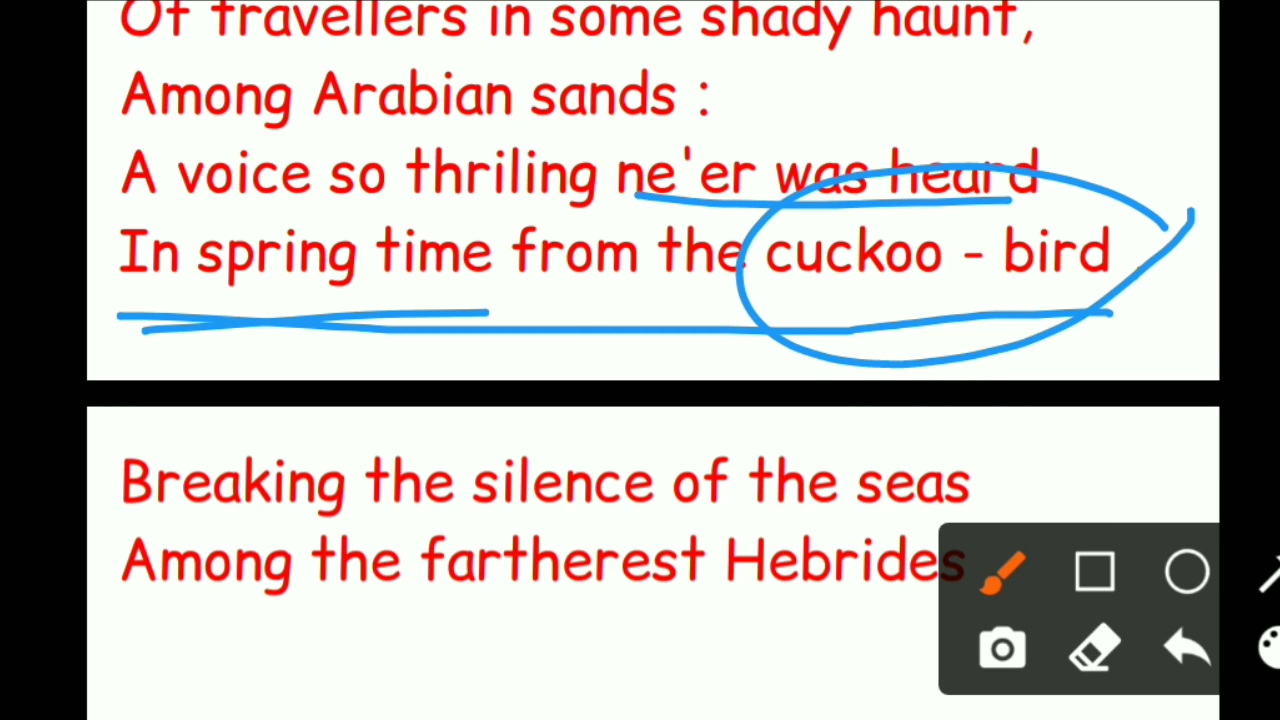 Of travellers in some shady haunt,
Among Arabian sands :
A voice so thriling ne'er was heard
In spring time from the cuckoo - bird ,
Breaking the silence of the seas
Among the fartherest Hebrides